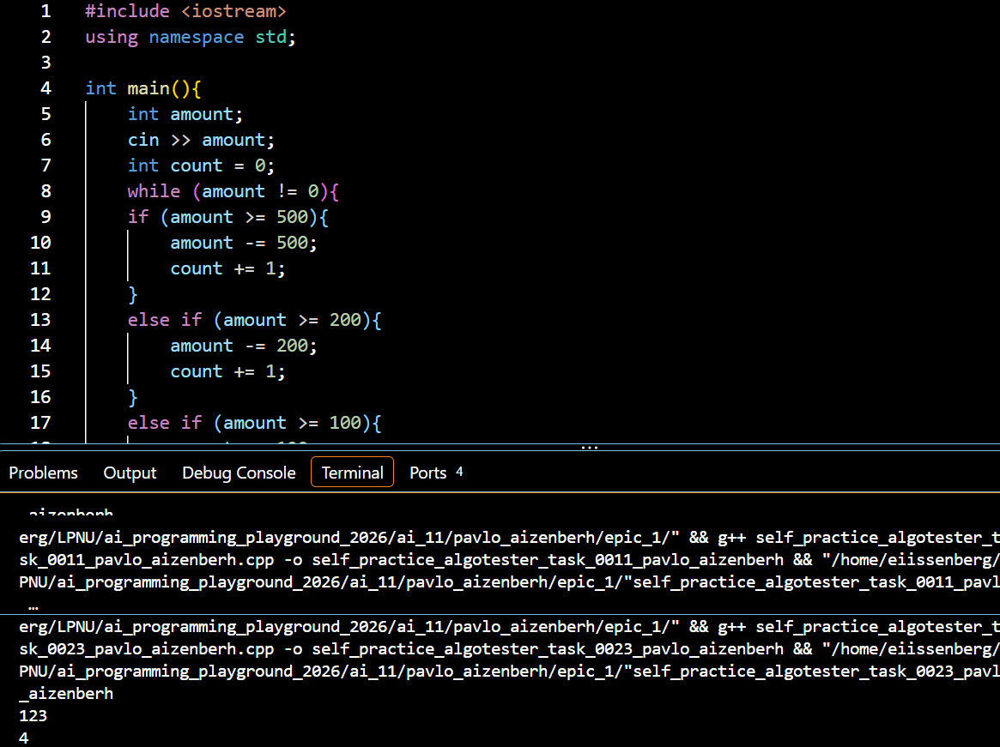 1 #include <iostream>
2 using namespace std;
3
4 int main(){
5 int amount;
6 cin >> amount;
7 int count = 0;
8 while (amount != 0){
9 if (amount >= 500){
10 amount -= 500;
11 count += 1;
12 }
13 else if (amount >= 200){
14 amount -= 200;
15 count += 1;
16 }
17 else if (amount >= 100){
Problems Output Debug Console Terminal Ports 4
_aizenberh
erg/LPNU/ai_programming_playground_2026/ai_11/pavlo_aizenberh/epic_1/" && g++ self_practice_algotester_t
sk_0011_pavlo_aizenberh.cpp -o self_practice_algotester_task_0011_pavlo_aizenberh && "/home/eiissenberg/
PNU/ai_programming_playground_2026/ai_11/pavlo_aizenberh/epic_1/"self_practice_algotester_task_0011_pavl
…
erg/LPNU/ai_programming_playground_2026/ai_11/pavlo_aizenberh/epic_1/" && g++ self_practice_algotester_t
sk_0023_pavlo_aizenberh.cpp -o self_practice_algotester_task_0023_pavlo_aizenberh && "/home/eiissenberg/
PNU/ai_programming_playground_2026/ai_11/pavlo_aizenberh/epic_1/"self_practice_algotester_task_0023_pavl
_aizenberh
123
4